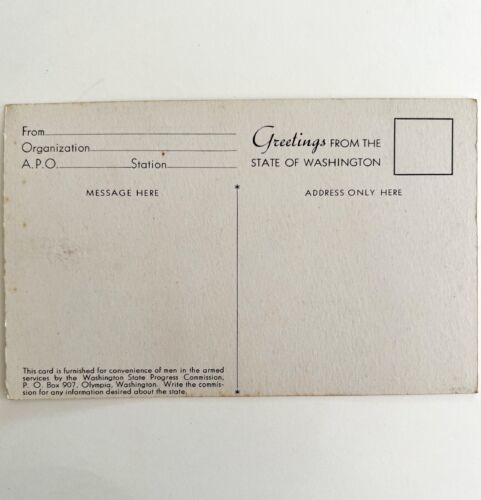 From
Organization
A.P.O. Station
Greetings FROM THE
STATE OF WASHINGTON
MESSAGE HERE
ADDRESS ONLY HERE
This card is furnished for convenience of men in the armed
services by the Washington State Progress Commission,
P. O. Box 907, Olympia, Washington. Write the commis-
sion for any information desired about the state.